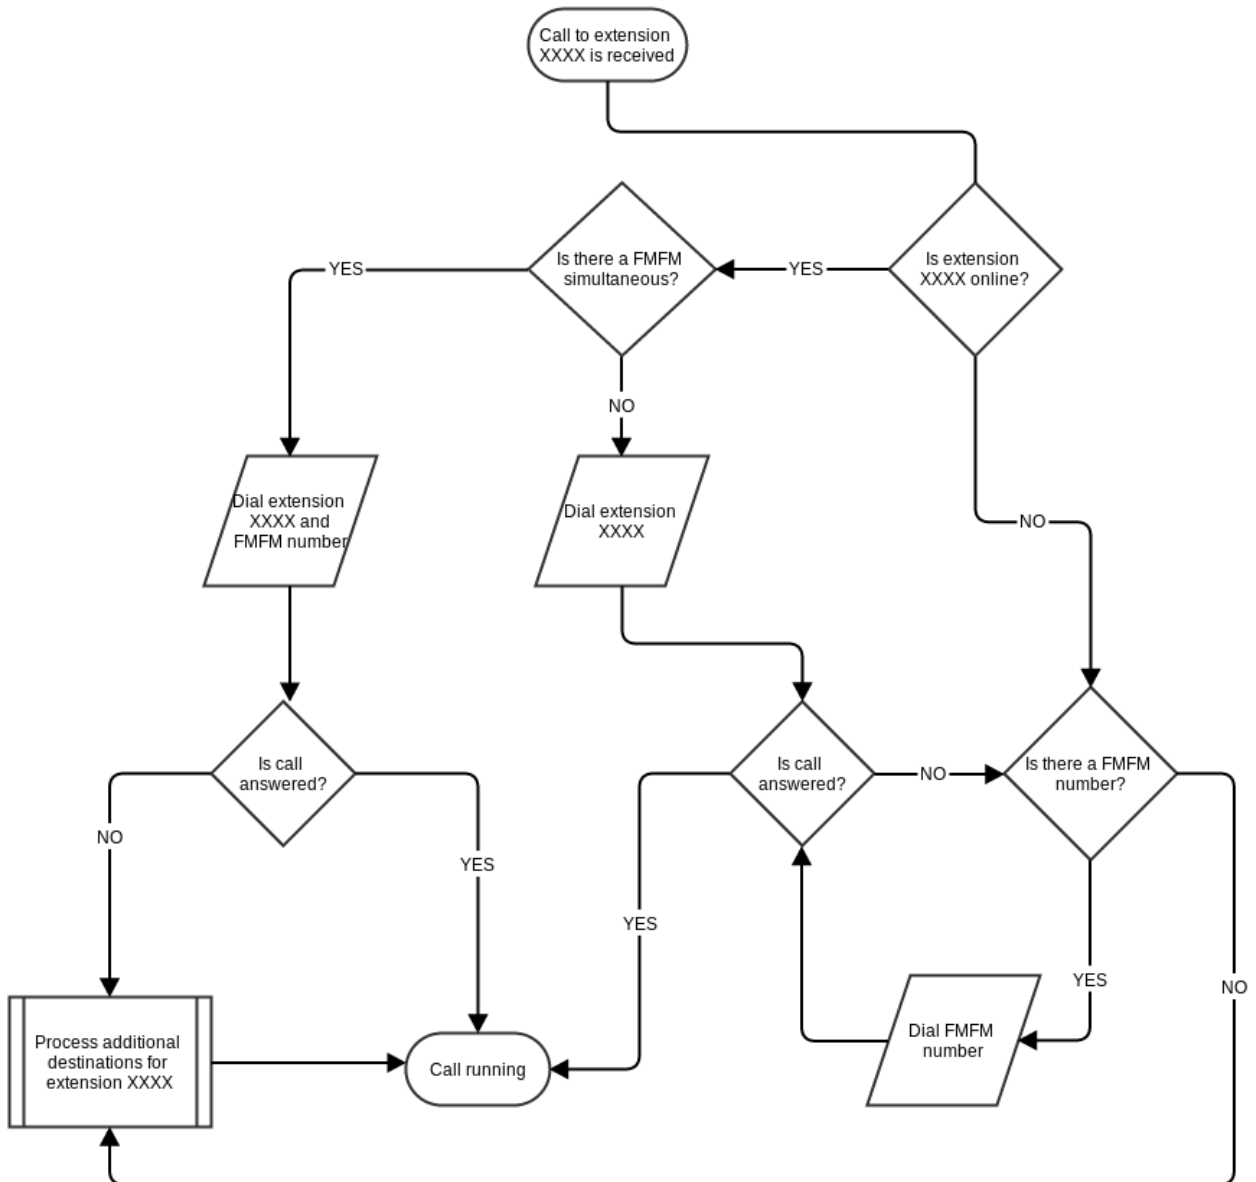 Call to extension
XXXX is received
Is there a FMFM
simultaneous?
Is extension
XXXX online?
YES
YES
NO
NO
Dial extension
XXXX and
FMFM number
Dial extension
XXXX
Is call
answered?
Is call
answered?
Is there a FMFM
number?
NO
NO
YES
YES
YES
NO
Process additional
destinations for
extension XXXX
Call running
Dial FMFM
number